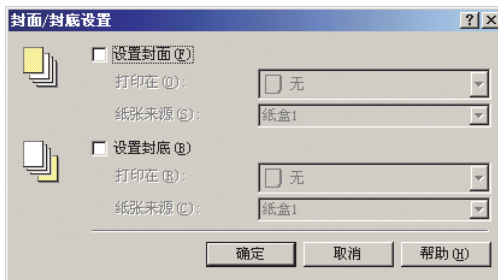 封面/封底设置
设置封面(F)
打印在(O): 无
纸张来源(S): 纸盒1
设置封底(B)
打印在(R): 无
纸张来源(C): 纸盒1
确定 取消 帮助(H)